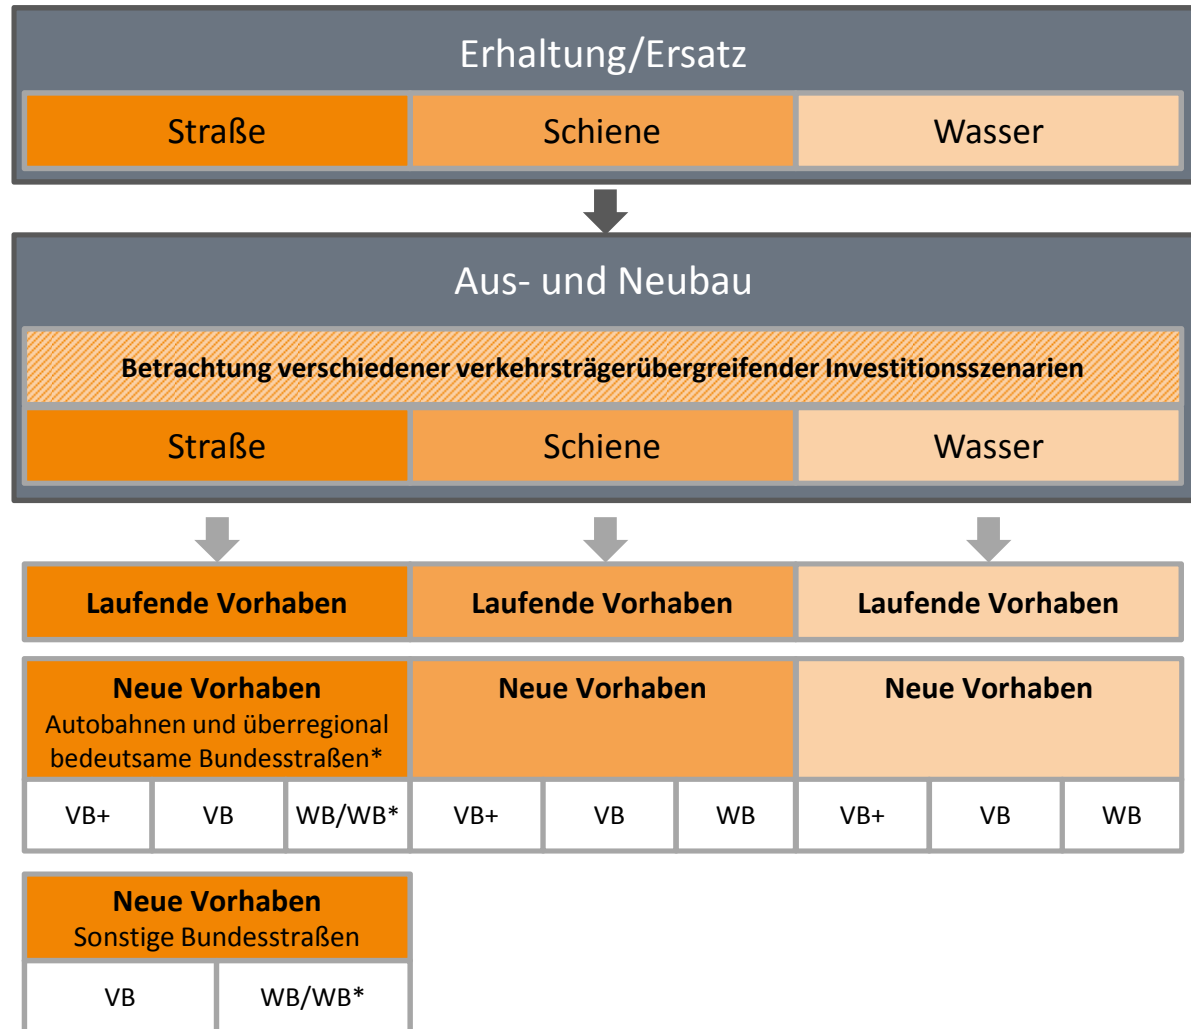 Erhaltung/Ersatz
Straße
Schiene
Wasser
Aus- und Neubau
Betrachtung verschiedener verkehrsträgerübergreifender Investitionsszenarien
Straße
Schiene
Wasser
Laufende Vorhaben
Laufende Vorhaben
Laufende Vorhaben
Neue Vorhaben
Autobahnen und überregional
bedeutsame Bundesstraßen*
Neue Vorhaben
Neue Vorhaben
VB+
VB
WB/WB*
VB+
VB
WB
VB+
VB
WB
Neue Vorhaben
Sonstige Bundesstraßen
VB
WB/WB*